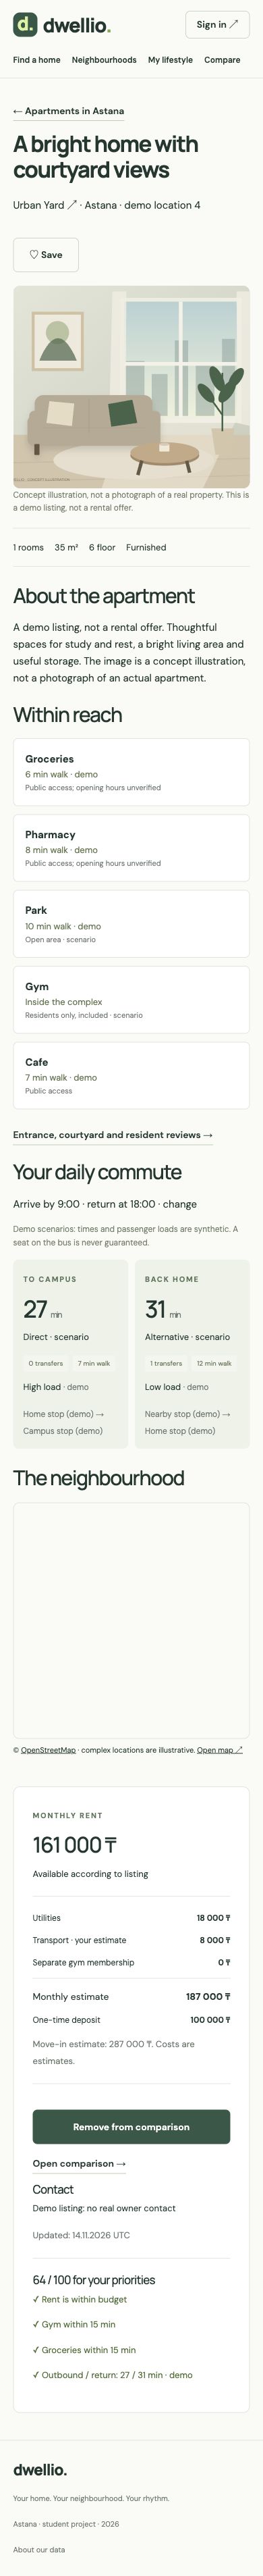 d. dwellio.
Sign in ↗
Find a home Neighbourhoods My lifestyle Compare
← Apartments in Astana
A bright home with
courtyard views
Urban Yard ↗ · Astana · demo location 4
♡ Save
Concept illustration, not a photograph of real property. This is
a demo listing, not a rental offer.
1 rooms 35 m² 6 floor Furnished
About the apartment
A demo listing, not a rental offer. Thoughtful
spaces for study and rest, a bright living area and
useful storage. The image is a concept illustration,
not a photograph of an actual apartment.
Within reach
Groceries
6 min walk · demo
Public access; opening hours unverified
Pharmacy
8 min walk · demo
Public access; opening hours unverified
Park
10 min walk · demo
Open area · scenario
Gym
Inside the complex
Residents only, included · scenario
Cafe
7 min walk · demo
Public access
Entrance, courtyard and resident reviews →
Your daily commute
Arrive by 9:00 · return at 18:00 · change
Demo scenarios: times and passenger loads are synthetic. A
seat on the bus is never guaranteed.
TO CAMPUS
27 min
Direct · scenario
0 transfers 7 min walk
High load · demo
Home stop (demo) →
Campus stop (demo)
BACK HOME
31 min
Alternative · scenario
1 transfers 12 min walk
Low load · demo
Nearby stop (demo) →
Home stop (demo)
The neighbourhood
© OpenStreetMap · complex locations are illustrative. Open map ↗
MONTHLY RENT
161 000 ₸
Available according to listing
Utilities 18 000 ₸
Transport · your estimate 8 000 ₸
Separate gym membership 0 ₸
Monthly estimate 187 000 ₸
One-time deposit 100 000 ₸
Move-in estimate: 287 000 ₸. Costs are
estimates.
Remove from comparison
Open comparison →
Contact
Demo listing: no real owner contact
Updated: 14.11.2026 UTC
64 / 100 for your priorities
✓ Rent is within budget
✓ Gym within 15 min
✓ Groceries within 15 min
✓ Outbound / return: 27 / 31 min · demo
dwellio.
Your home. Your neighbourhood. Your rhythm.
Astana · student project · 2026
About our data